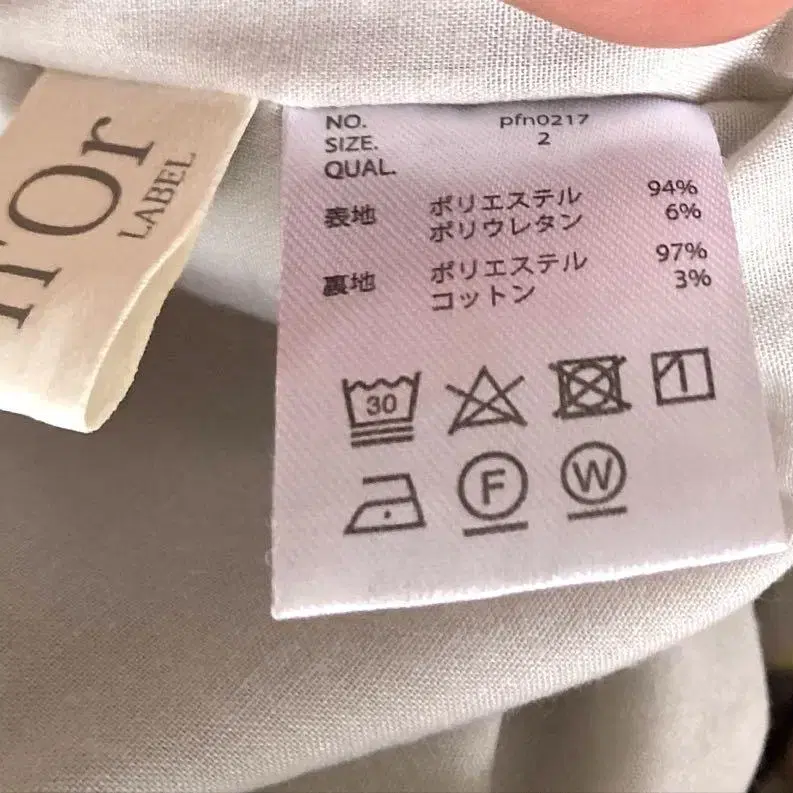 TOr
LABEL
NO. pfn0217
SIZE. 2
QUAL.
表地 ポリエステル 94%
ポリウレタン 6%
裏地 ポリエステル 97%
コットン 3%
30
F W